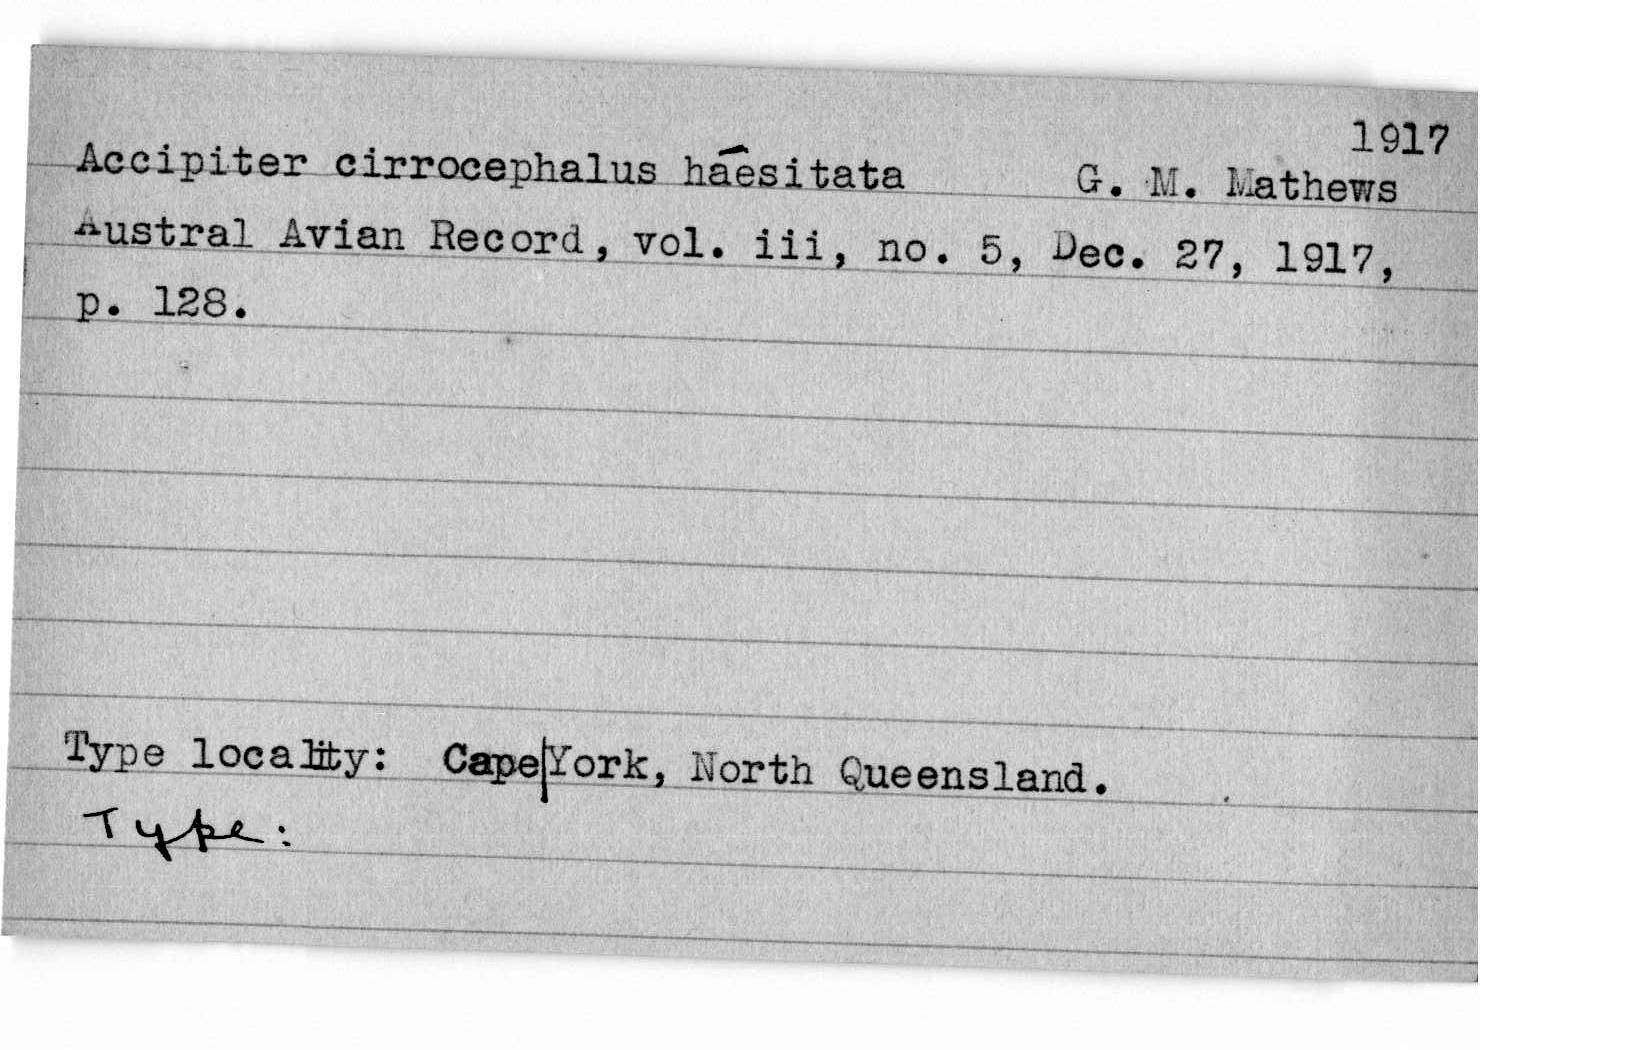 1917
Accipiter cirrocephalus haesitata G. M. Mathews
Austral Avian Record, vol. iii, no. 5, Dec. 27, 1917,
p. 128.
Type locality: Cape York, North Queensland.
Type: